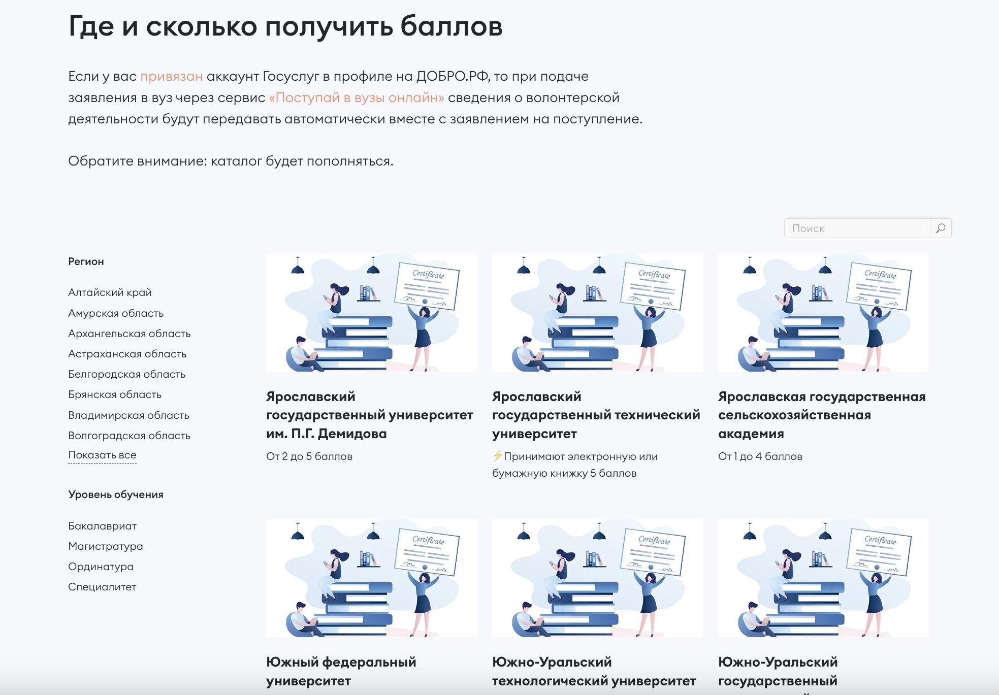 Где и сколько получить баллов
Если у вас привязан аккаунт Госуслуг в профиле на ДОБРО.РФ, то при подаче
заявления в вуз через сервис «Поступай в вузы онлайн» сведения о волонтерской
деятельности будут передавать автоматически вместе с заявлением на поступление.
Обратите внимание: каталог будет пополняться.
Поиск
Регион
Алтайский край
Амурская область
Архангельская область
Астраханская область
Белгородская область
Брянская область
Владимирская область
Волгоградская область
Показать все
Уровень обучения
Бакалавриат
Магистратура
Ординатура
Специалитет
Certificate
Ярославский
государственный университет
им. П.Г. Демидова
От 2 до 5 баллов
Certificate
Ярославский
государственный технический
университет
⚡Принимают электронную или
бумажную книжку 5 баллов
Certificate
Ярославская государственная
сельскохозяйственная
академия
От 1 до 4 баллов
Certificate
Южный федеральный
университет
Certificate
Южно-Уральский
технологический университет
Certificate
Южно-Уральский
государственный